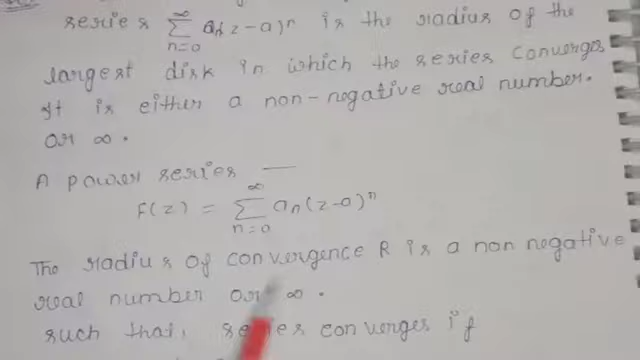 series ∑_{n=0}^{∞} aₙ(z-a)ⁿ is the radius of the
largest disk in which the series converges
It is either a non-negative real number.
or ∞.
A power series —
F(z) = ∑_{n=0}^{∞} aₙ(z-a)ⁿ
The radius of convergence R is a non negative
real number or ∞.
such that, series converges if